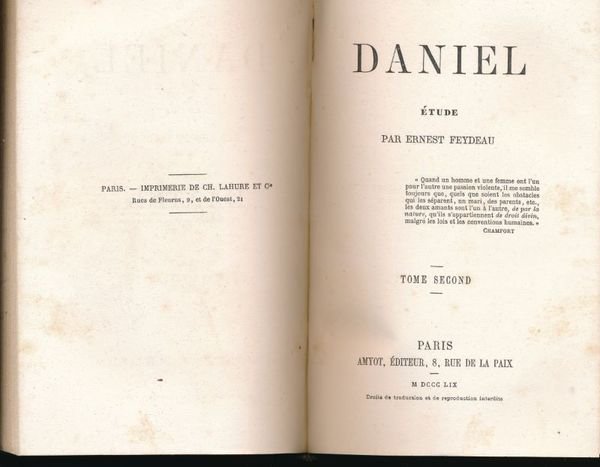 PARIS. — IMPRIMERIE DE CH. LAHURE ET Cie
Rues de Fleurus, 9, et de l'Ouest, 21
DANIEL
ÉTUDE
PAR ERNEST FEYDEAU
« Quand un homme et une femme ont l'un
pour l'autre une passion violente, il me semble
toujours que, quels que soient les obstacles
qui les séparent, un mari, des parents, etc.,
les deux amants sont l'un à l'autre, de par la
nature, qu'ils s'appartiennent de droit divin,
malgré les lois et les conventions humaines. »
CHAMFORT
TOME SECOND
PARIS
AMYOT, ÉDITEUR, 8, RUE DE LA PAIX
M DCCC LIX
Droits de traduction et de reproduction interdits